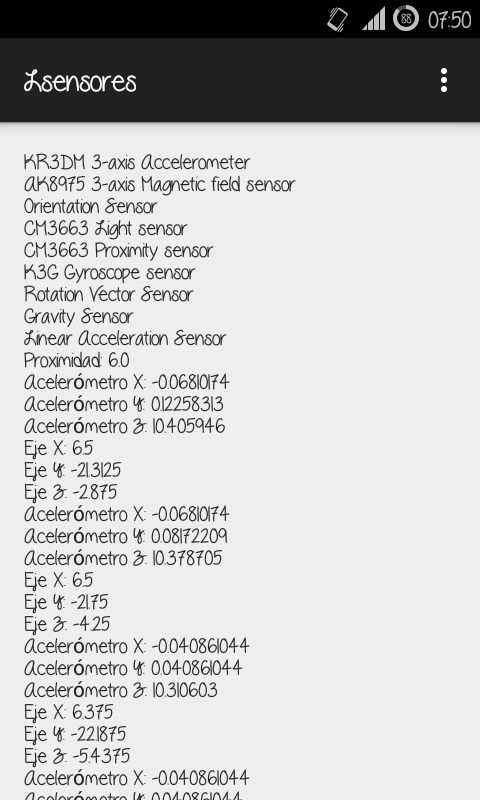 88 07:50
Lsensores
KR3DM 3-axis Accelerometer
AK8975 3-axis Magnetic field sensor
Orientation Sensor
CM3663 Light sensor
CM3663 Proximity sensor
K3G Gyroscope sensor
Rotation Vector Sensor
Gravity Sensor
Linear Acceleration Sensor
Proximidad: 6.0
Acelerómetro X: -0.06810174
Acelerómetro Y: 0.12258313
Acelerómetro Z: 10.405946
Eje X: 6.5
Eje Y: -21.3125
Eje Z: -2.875
Acelerómetro X: -0.06810174
Acelerómetro Y: 0.08172209
Acelerómetro Z: 10.378705
Eje X: 6.5
Eje Y: -21.75
Eje Z: -4.25
Acelerómetro X: -0.040861044
Acelerómetro Y: 0.040861044
Acelerómetro Z: 10.310603
Eje X: 6.375
Eje Y: -22.1875
Eje Z: -5.4375
Acelerómetro X: -0.040861044
Acelerómetro Y: 0.040861044